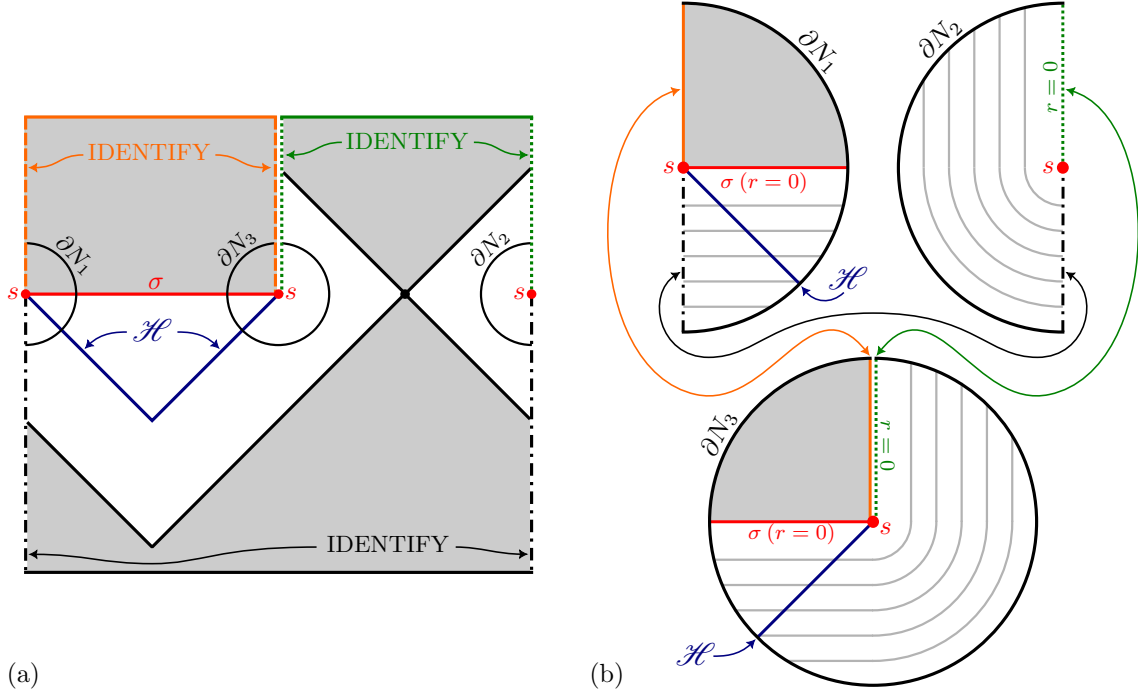 IDENTIFY
IDENTIFY
∂N₁
∂N₃
∂N₂
s
σ
s
s
ℋ
IDENTIFY
(a)
∂N₁
∂N₂
r = 0
s
s
σ (r = 0)
ℋ
∂N₃
r = 0
σ (r = 0)
s
ℋ
(b)